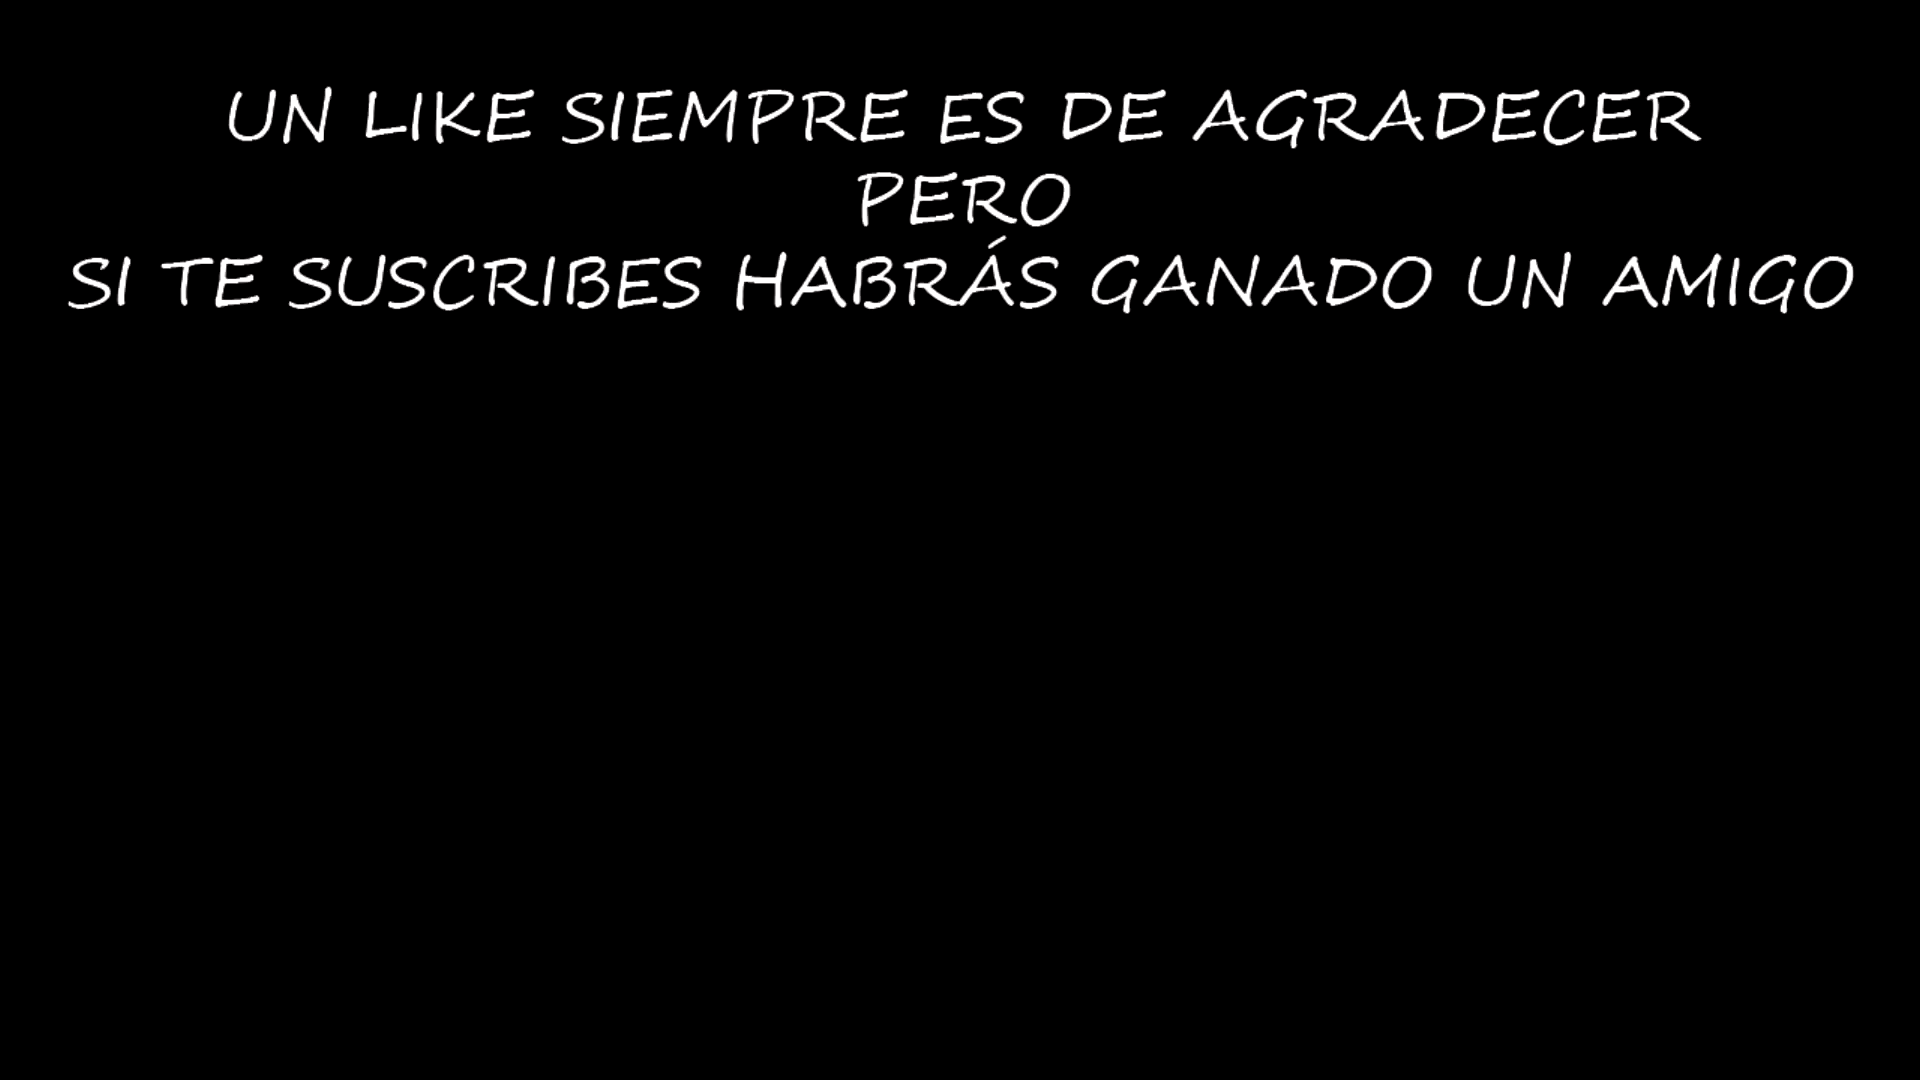 UN LIKE SIEMPRE ES DE AGRADECER
PERO
SI TE SUSCRIBES HABRÁS GANADO UN AMIGO